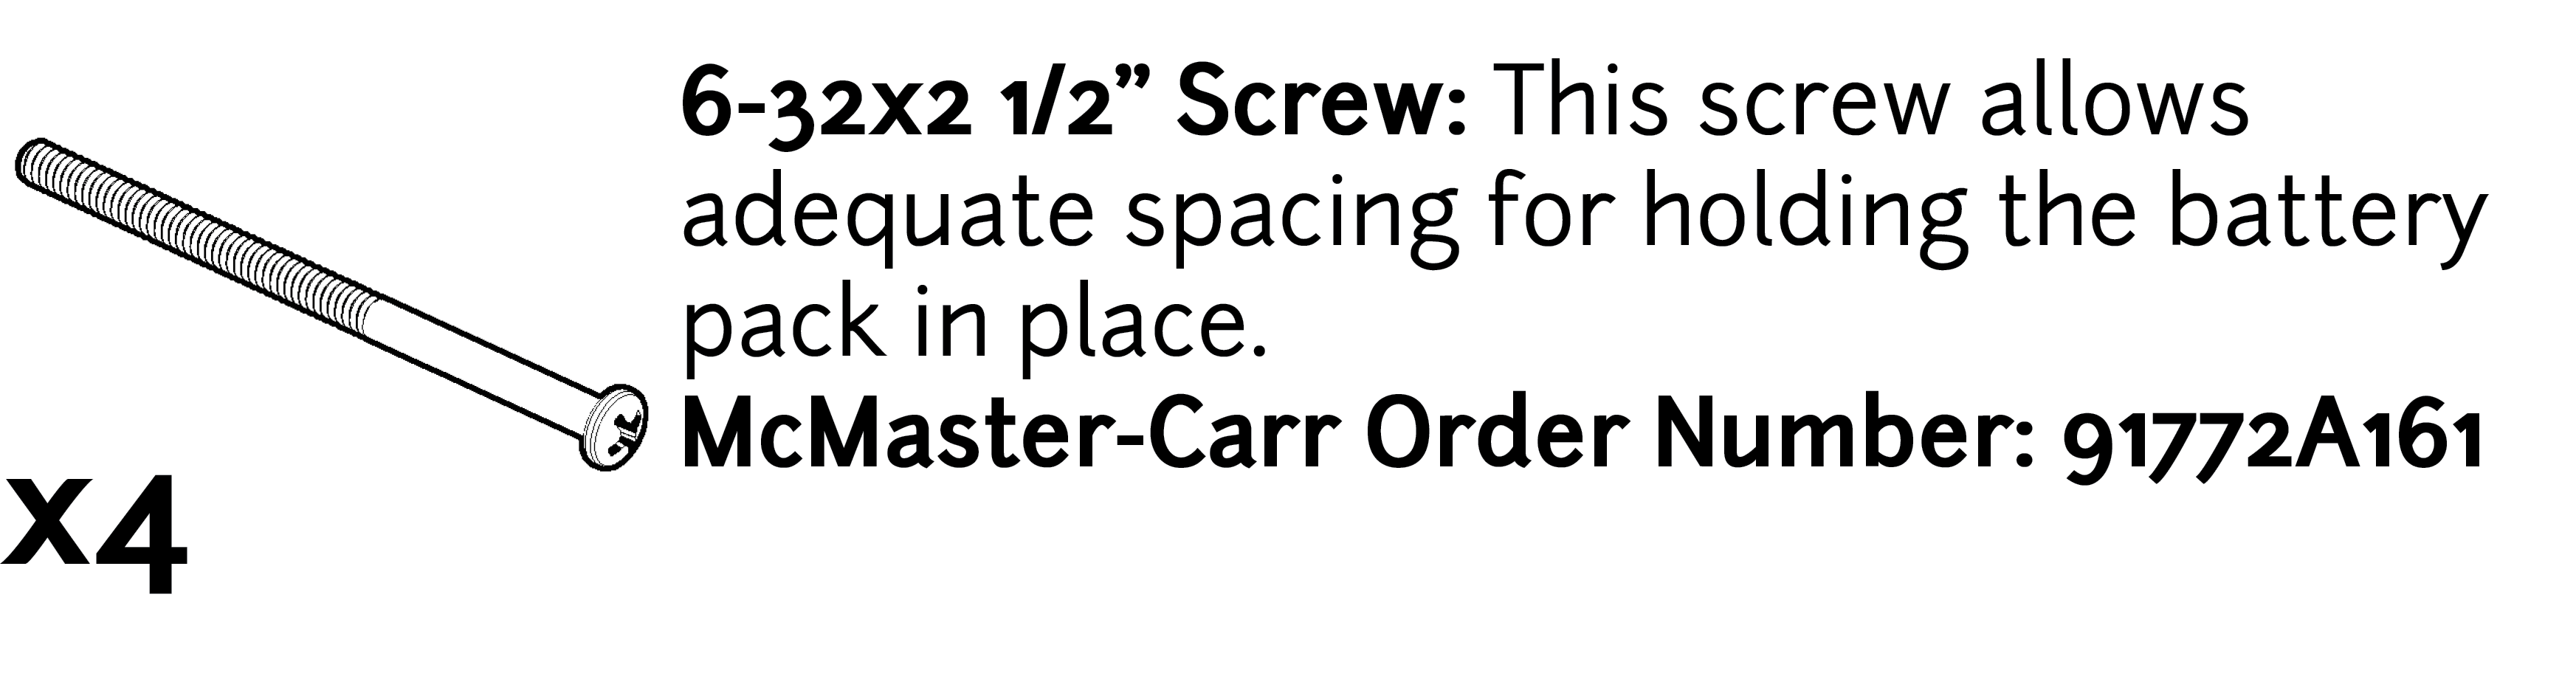 6-32x2 1/2” Screw: This screw allows
adequate spacing for holding the battery
pack in place.
McMaster-Carr Order Number: 91772A161
x4